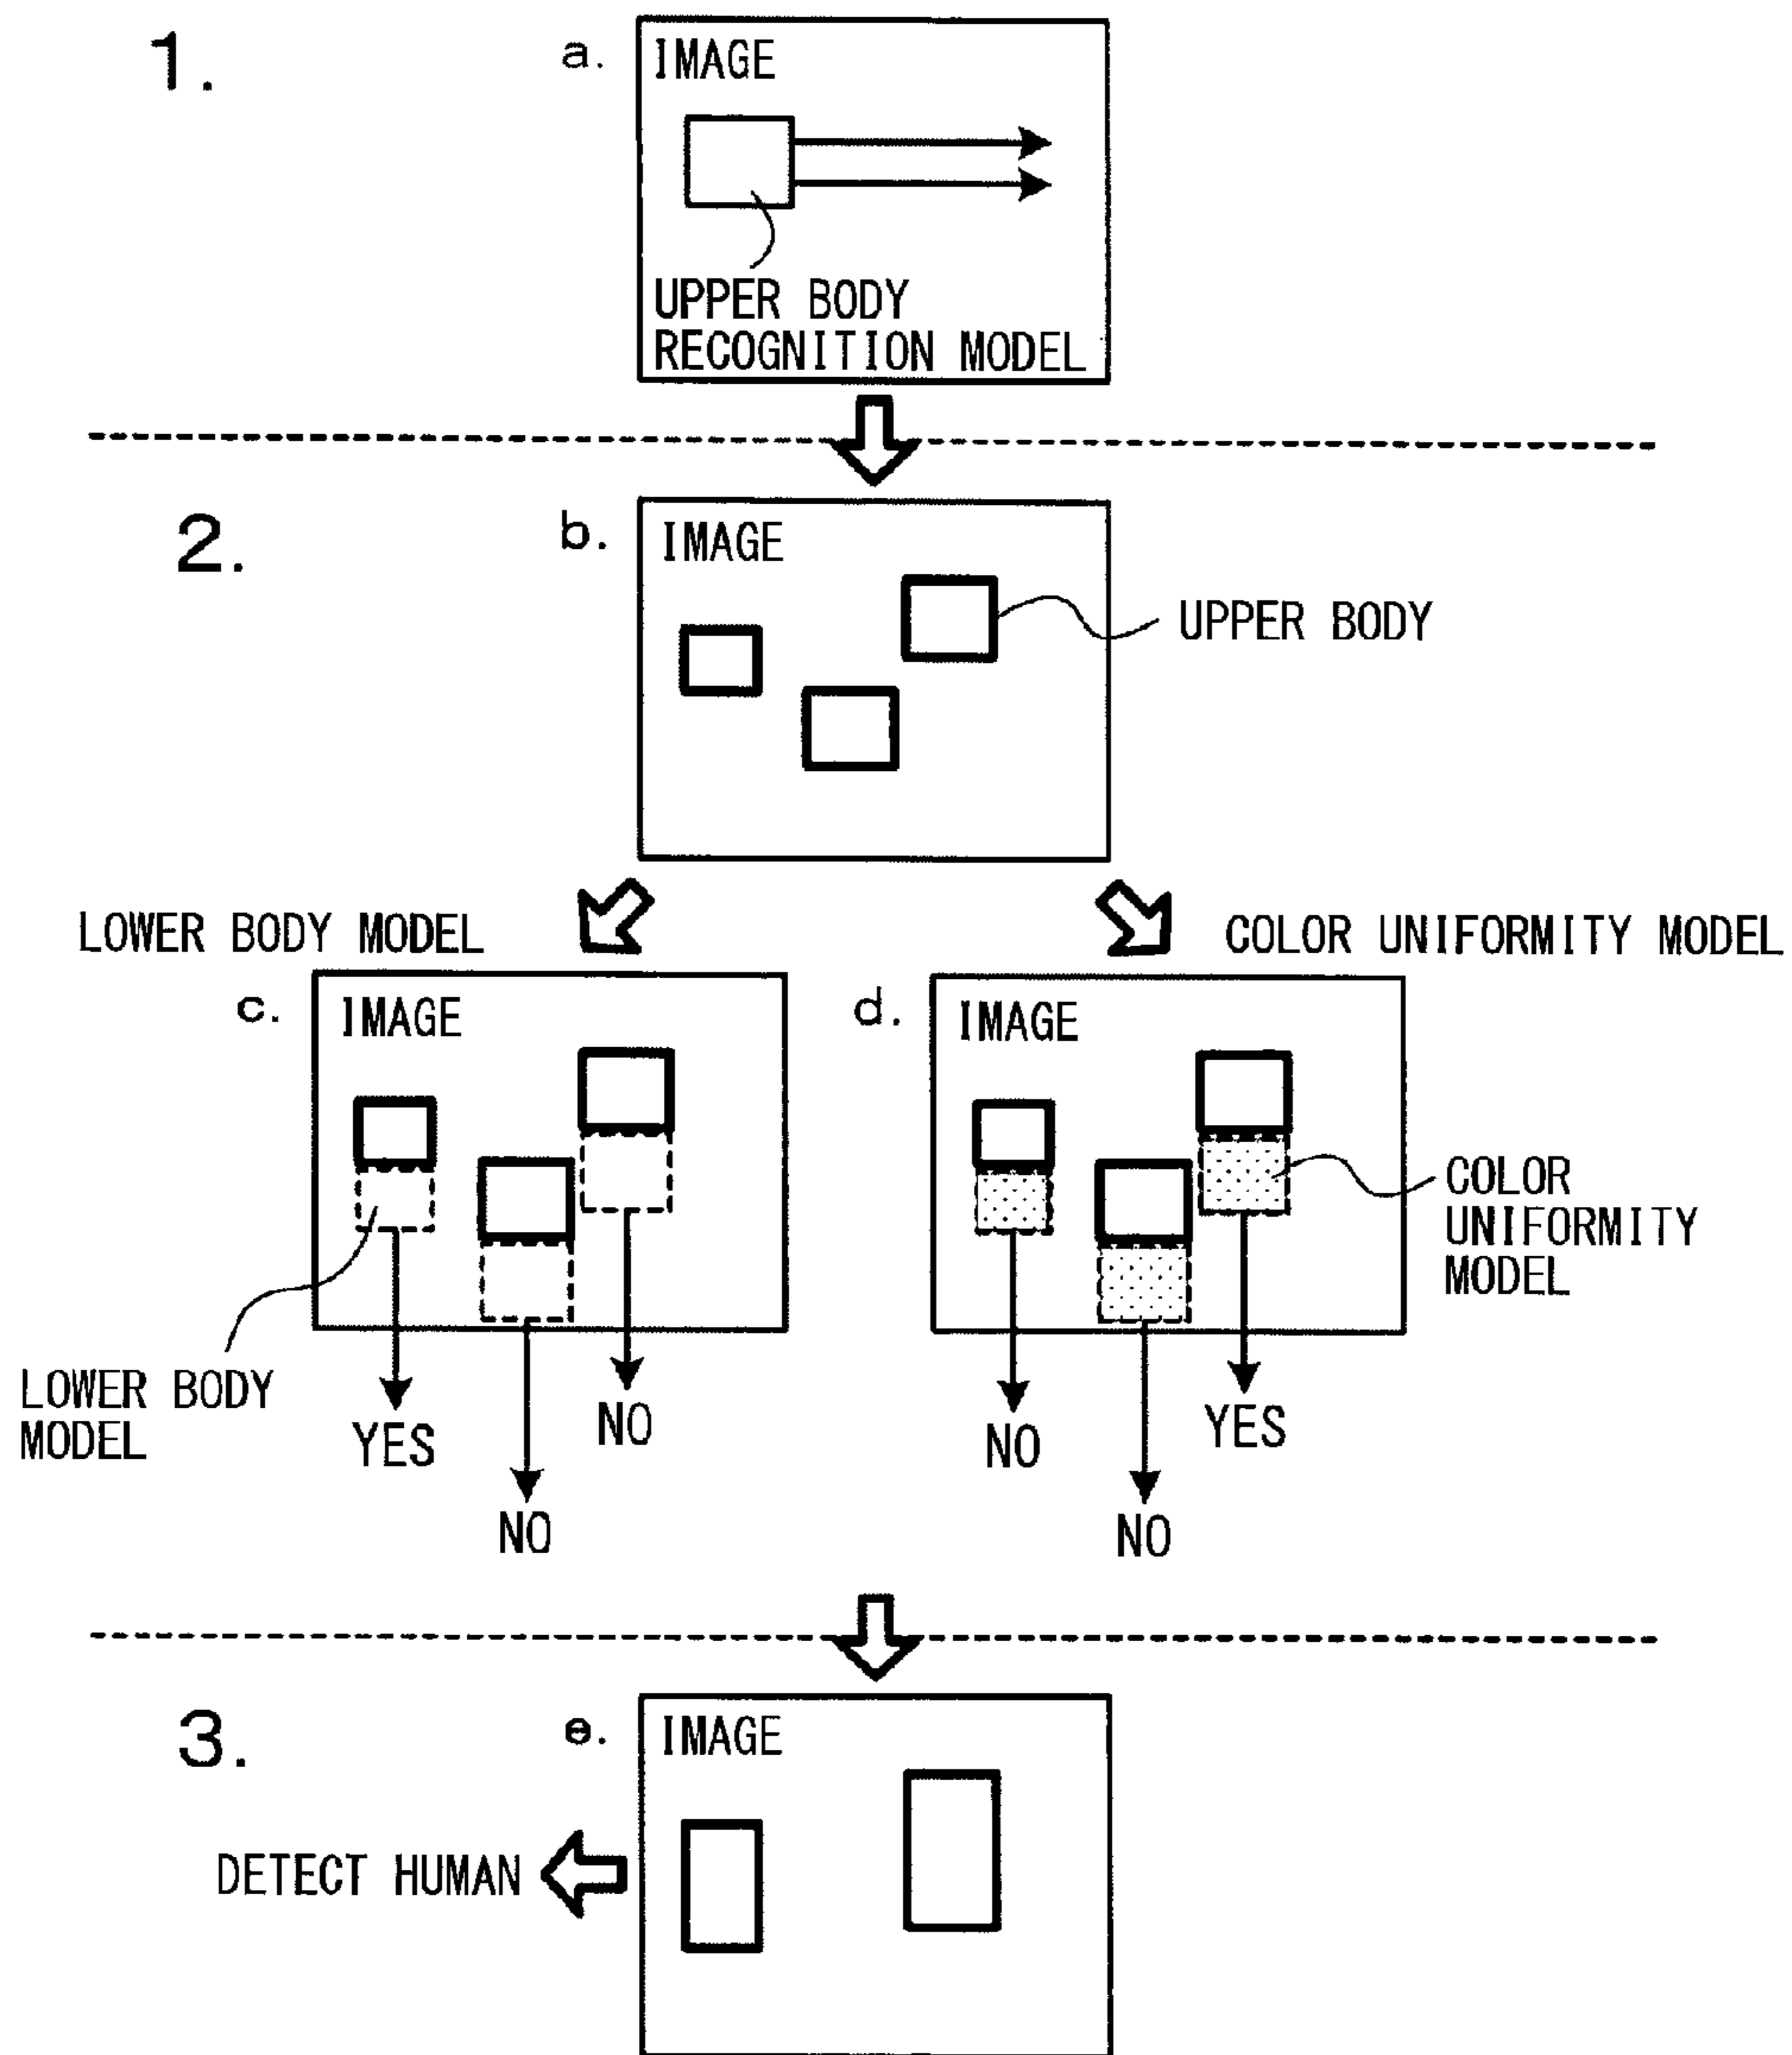 1.
a.
IMAGE
UPPER BODY
RECOGNITION MODEL
2.
b.
IMAGE
UPPER BODY
LOWER BODY MODEL
COLOR UNIFORMITY MODEL
c.
IMAGE
d.
IMAGE
COLOR
UNIFORMITY
MODEL
LOWER BODY
MODEL
YES
NO
NO
NO
NO
YES
3.
e.
IMAGE
DETECT HUMAN